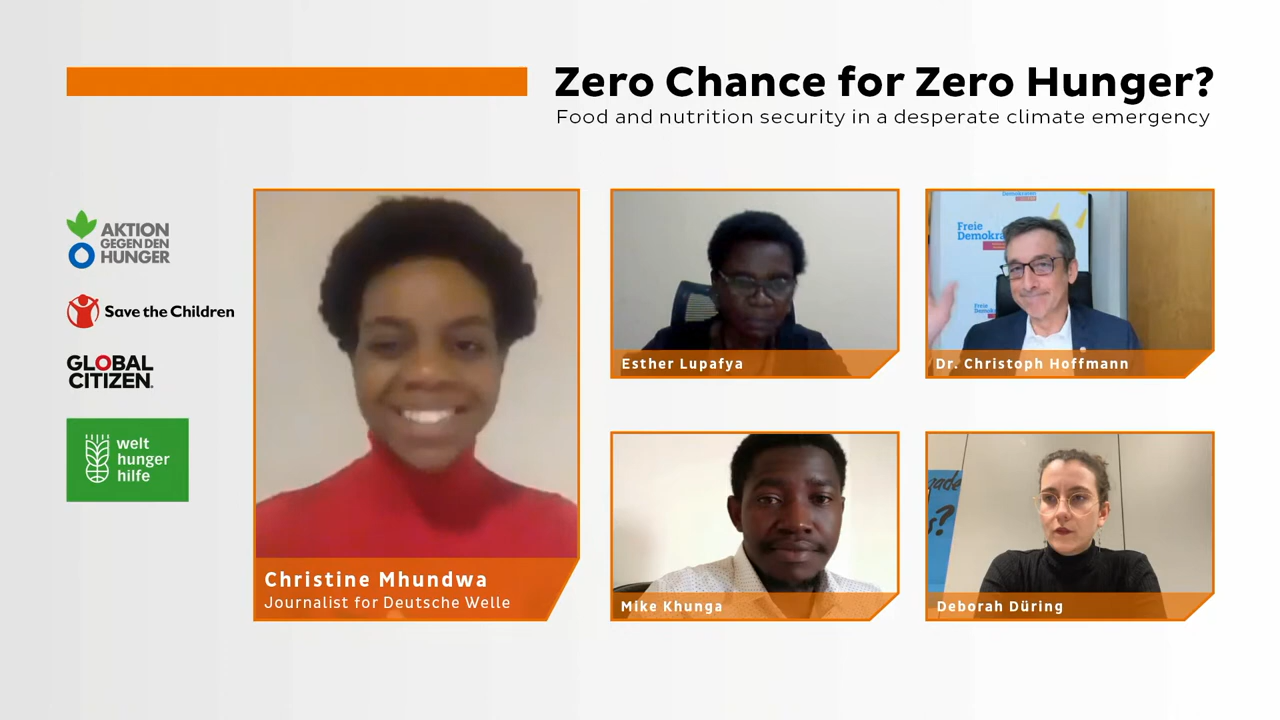 Zero Chance for Zero Hunger?
Food and nutrition security in a desperate climate emergency
AKTION
GEGEN DEN
HUNGER
Save the Children
GLOBAL
CITIZEN.
welt
hunger
hilfe
Christine Mhundwa
Journalist for Deutsche Welle
Esther Lupafya
Freie
Dr. Christoph Hoffmann
Mike Khunga
Deborah Düring